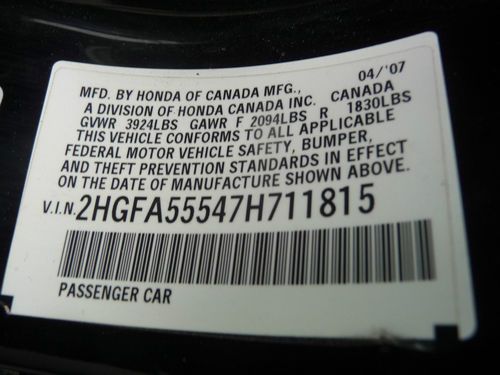 MFD. BY HONDA OF CANADA MFG., 04/'07
A DIVISION OF HONDA CANADA INC. CANADA
GVWR 3924LBS GAWR F 2094LBS R 1830LBS
THIS VEHICLE CONFORMS TO ALL APPLICABLE
FEDERAL MOTOR VEHICLE SAFETY, BUMPER,
AND THEFT PREVENTION STANDARDS IN EFFECT
ON THE DATE OF MANUFACTURE SHOWN ABOVE.
V.I.N. 2HGFA55547H711815
PASSENGER CAR